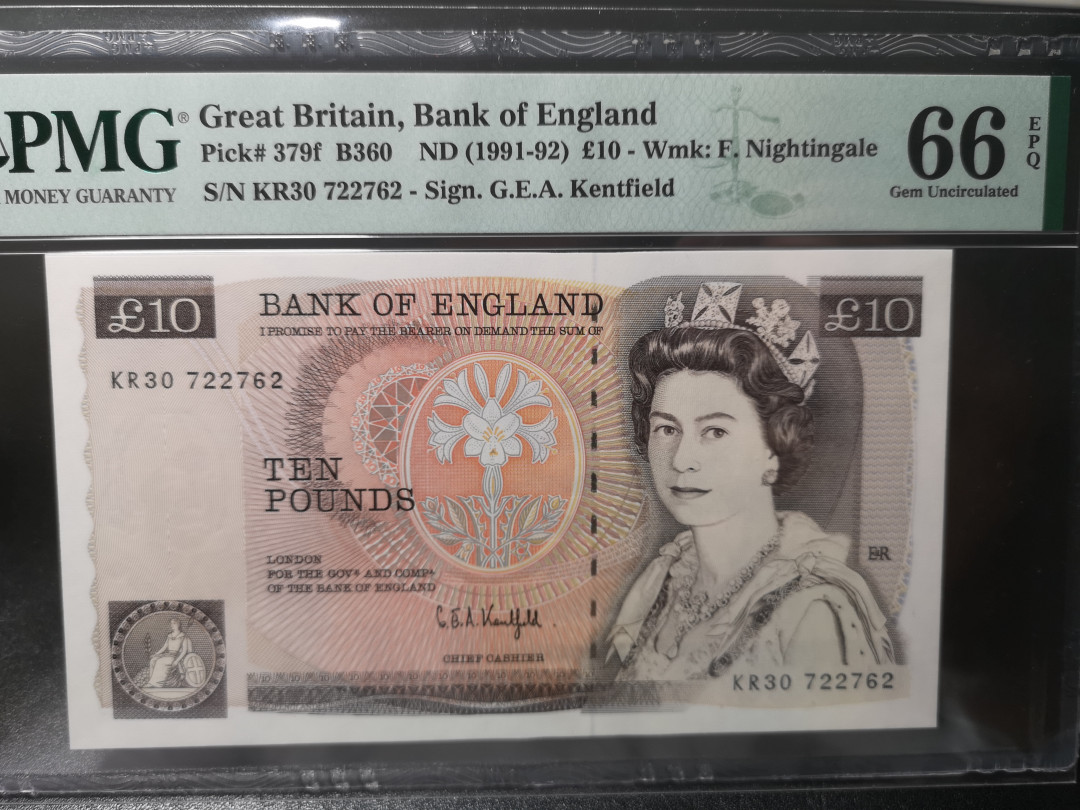 PMG®
MONEY GUARANTY
Great Britain, Bank of England
Pick# 379f B360 ND (1991-92) £10 - Wmk: F. Nightingale
S/N KR30 722762 - Sign. G.E.A. Kentfield
66
EPQ
Gem Uncirculated
£10
BANK OF ENGLAND
£10
I PROMISE TO PAY THE BEARER ON DEMAND THE SUM OF
KR30 722762
TEN
POUNDS
LONDON
FOR THE GOVR AND COMPA
OF THE BANK OF ENGLAND
ER
G.E.A. Kentfield
CHIEF CASHIER
KR30 722762